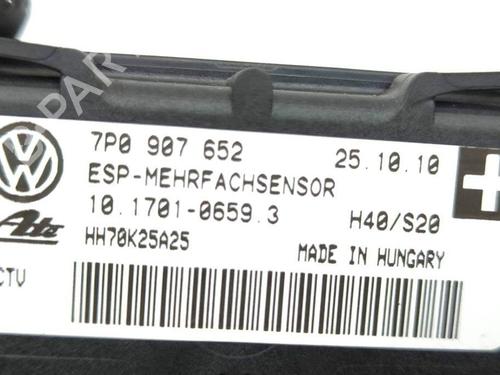 7P0 907 652 25.10.10
ESP-MEHRFACHSENSOR
10.1701-0659.3 H40/S20
Ate HH70K25A25 MADE IN HUNGARY
CTV